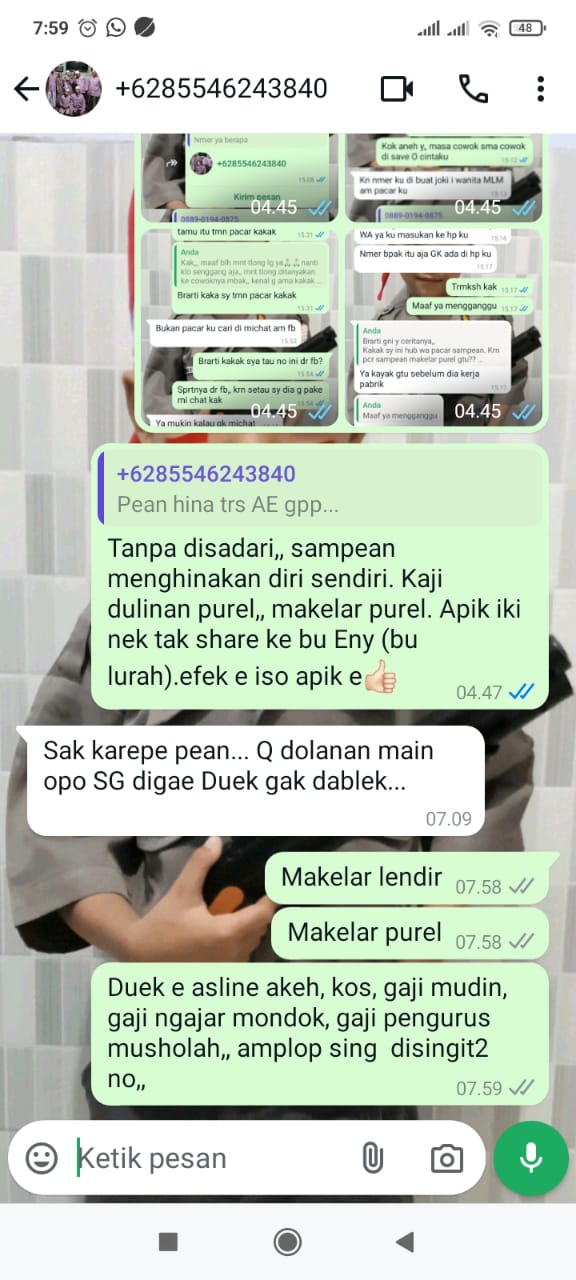 7:59
48
+6285546243840
Nmer ya berapa
+6285546243840
15.08
Kirim pesan
04.45
Kok aneh y, masa cowok sma cowok
di save O cintaku
15.12
Kn nmer ku di buat joki i wanita MLM
am pacar ku
15.13
0889-0194-0875
04.45
0889-0194-0875
tamu itu tmn pacar kakak
15.31
Anda
Kak,, maaf blh mnt tlong lg ya🙏🙏nanti
klo senggang aja,, mnt tlong ditanyakan
ke cowoknya mbak,, kenal g ama kakak ...
Brarti kaka sy tmn pacar kakak
15.31
Bukan pacar ku cari di michat am fb
15.53
Brarti kakak sya tau no ini dr fb?
15.54
Sprtnya dr fb,, krn setau sy dia g pake
mi chat kak
15.54
Ya mukin kalau gk michat
04.45
WA ya ku masukan ke hp ku
15.16
Nmer bpak itu aja GK ada di hp ku
15.17
Trmksh kak
15.17
Maaf ya mengganggu
15.17
Anda
Brarti gni y ceritanya,,
Kakak sy ini hub wa pacar sampean. Krn
pcr sampean makelar purel gtu?? ..
Ya kayak gtu sebelum dia kerja
pabrik
15.17
Anda
Maaf ya mengganggu
04.45
+6285546243840
Pean hina trs AE gpp...
Tanpa disadari,, sampean
menghinakan diri sendiri. Kaji
dulinan purel,, makelar purel. Apik iki
nek tak share ke bu Eny (bu
lurah).efek e iso apik e👍🏻
04.47
Sak karepe pean... Q dolanan main
opo SG digae Duek gak dablek...
07.09
Makelar lendir
07.58
Makelar purel
07.58
Duek e asline akeh, kos, gaji mudin,
gaji ngajar mondok, gaji pengurus
musholah,, amplop sing disingit2
no,,
07.59
Ketik pesan